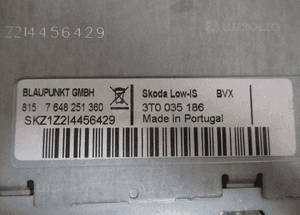 Z2I4456429
BLAUPUNKT GMBH
Skoda Low-IS BVX
815 7 648 251 360
3T0 035 186
SKZ1Z2I4456429
Made in Portugal